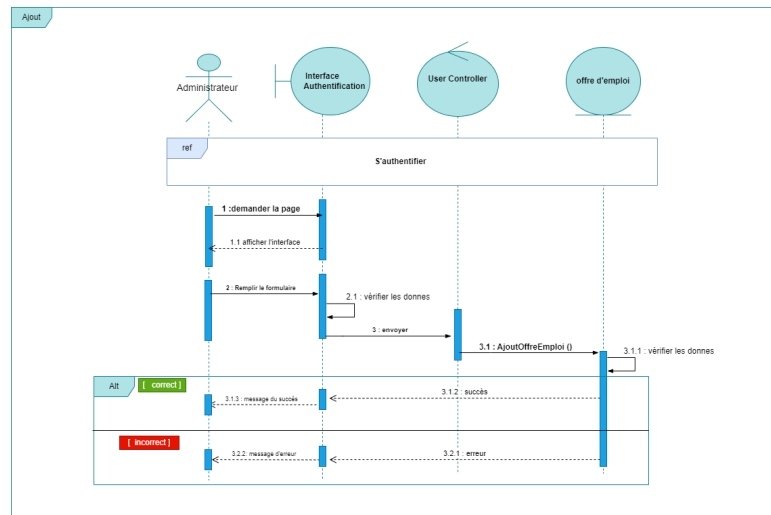 Ajout
Administrateur
Interface
Authentification
User Controller
offre d'emploi
ref
S'authentifier
1 :demander la page
1.1 afficher l'interface
2 : Remplir le formulaire
2.1 : vérifier les donnes
3 : envoyer
3.1 : AjoutOffreEmploi ()
3.1.1 : vérifier les donnes
Alt
[ correct ]
3.1.2 : succès
3.1.3 : message du succès
[ incorrect ]
3.2.1 : erreur
3.2.2: message d'erreur